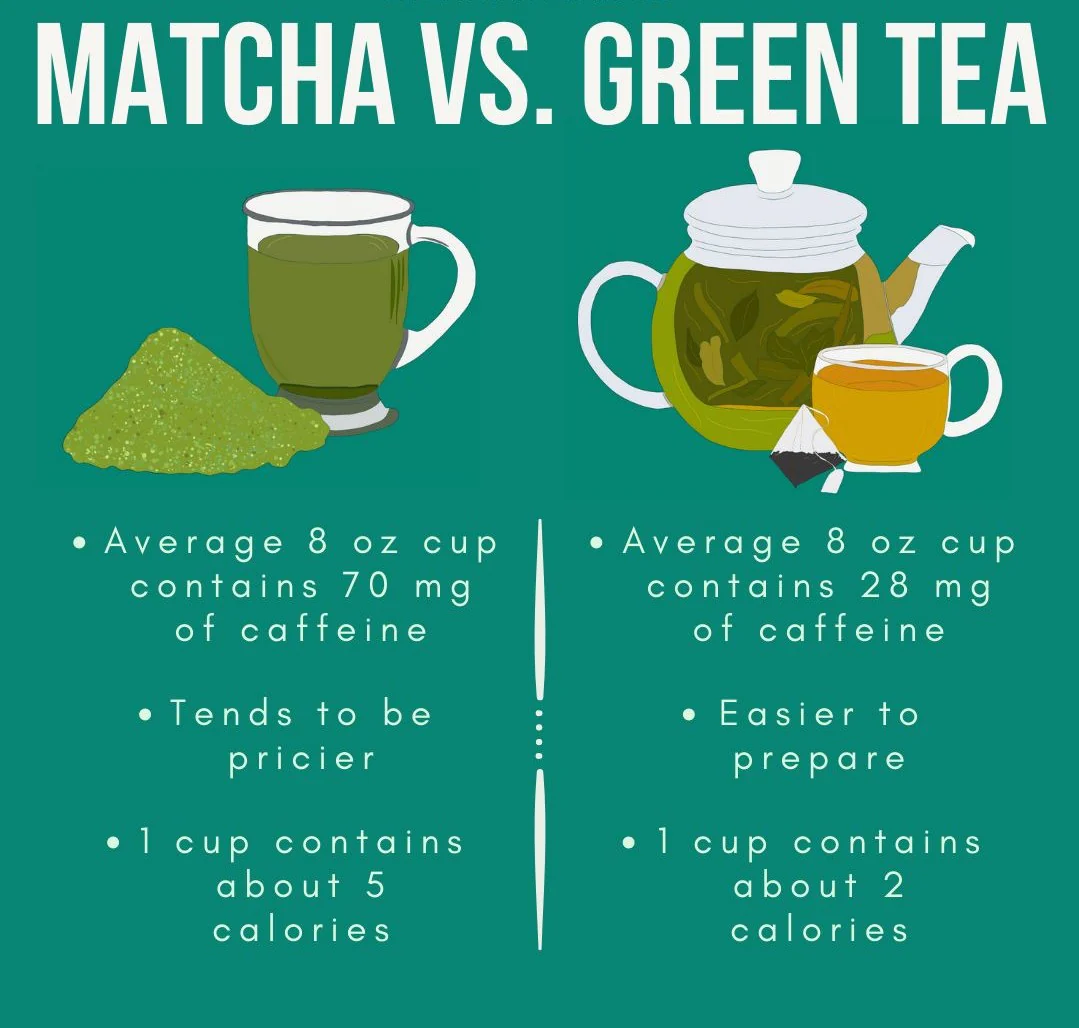 MATCHA VS. GREEN TEA
• Average 8 oz cup
contains 70 mg
of caffeine
• Tends to be
pricier
• 1 cup contains
about 5
calories
• Average 8 oz cup
contains 28 mg
of caffeine
• Easier to
prepare
• 1 cup contains
about 2
calories